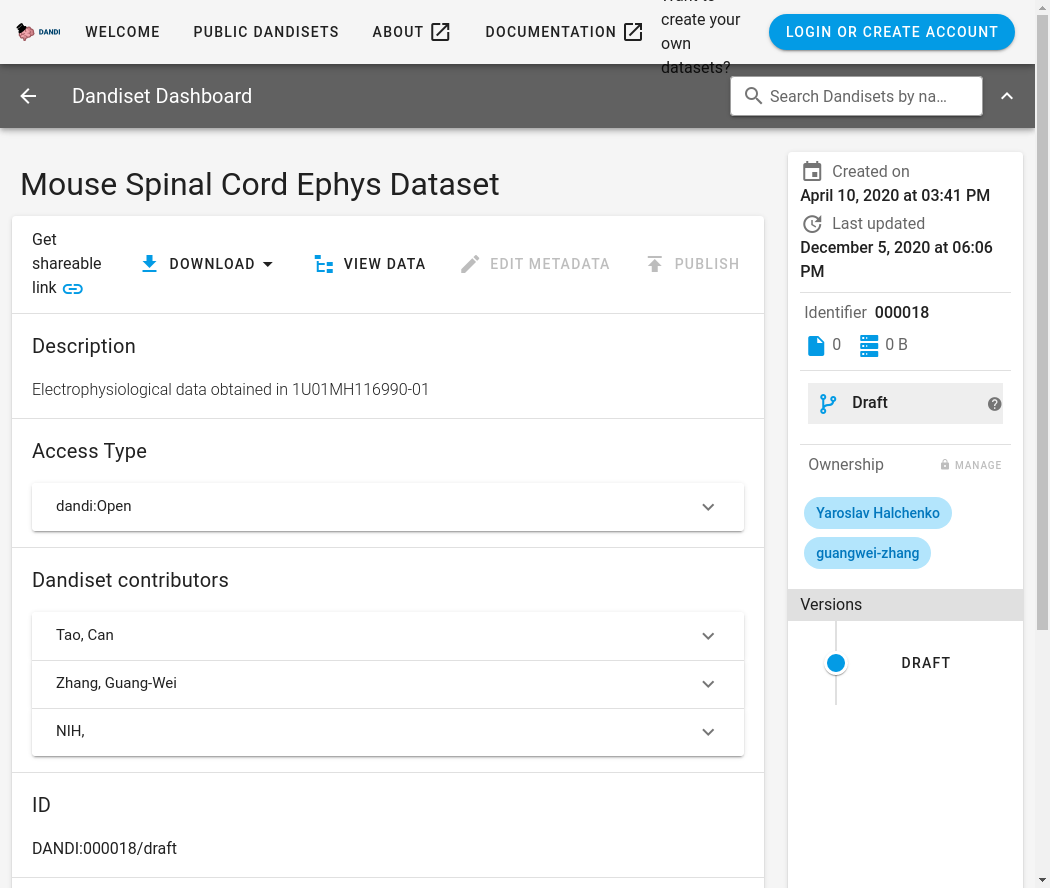 DANDI
WELCOME
PUBLIC DANDISETS
ABOUT
DOCUMENTATION
create your
own
datasets?
LOGIN OR CREATE ACCOUNT
Dandiset Dashboard
Search Dandisets by na...
Mouse Spinal Cord Ephys Dataset
Get
shareable
link
DOWNLOAD
VIEW DATA
EDIT METADATA
PUBLISH
Description
Electrophysiological data obtained in 1U01MH116990-01
Access Type
dandi:Open
Dandiset contributors
Tao, Can
Zhang, Guang-Wei
NIH,
ID
DANDI:000018/draft
Created on
April 10, 2020 at 03:41 PM
Last updated
December 5, 2020 at 06:06
PM
Identifier 000018
0
0 B
Draft
?
Ownership
MANAGE
Yaroslav Halchenko
guangwei-zhang
Versions
DRAFT